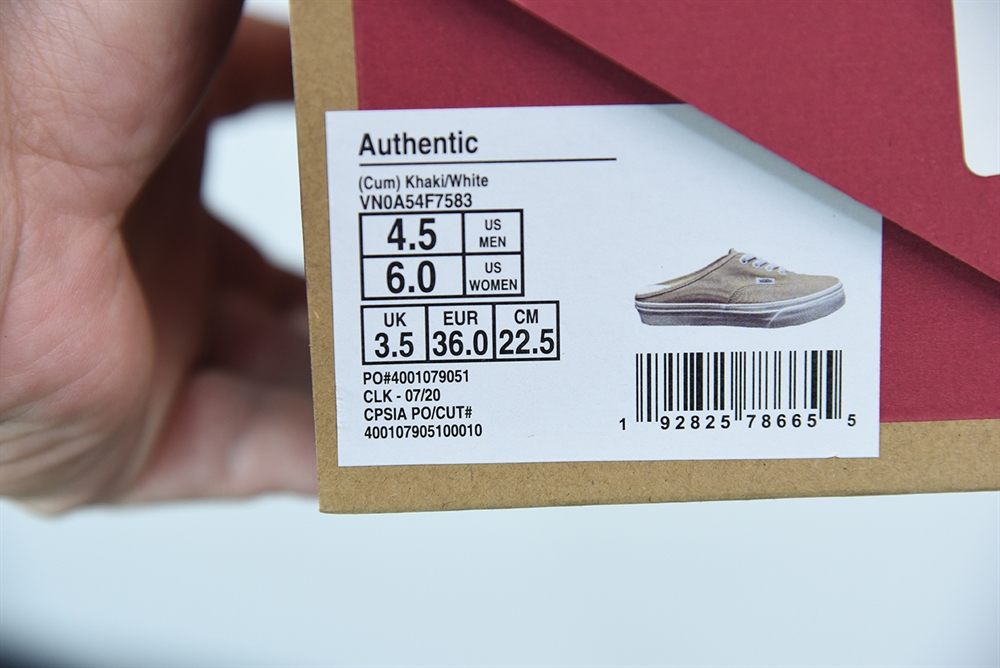 Authentic
(Cum) Khaki/White
VN0A54F7583
4.5 US MEN
6.0 US WOMEN
UK EUR CM
3.5 36.0 22.5
PO#4001079051
CLK - 07/20
CPSIA PO/CUT#
400107905100010
1 92825 78665 5